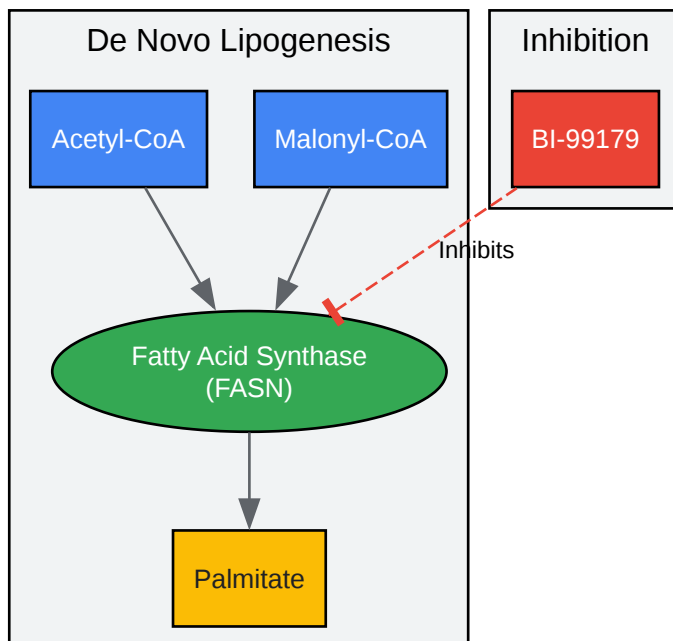 De Novo Lipogenesis
Inhibition
Acetyl-CoA
Malonyl-CoA
BI-99179
Inhibits
Fatty Acid Synthase
(FASN)
Palmitate